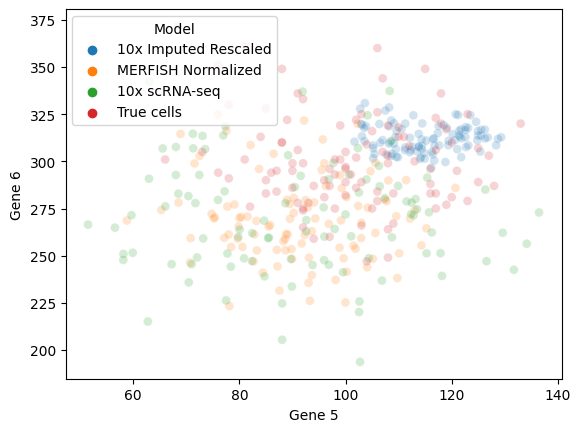 Model
10x Imputed Rescaled
MERFISH Normalized
10x scRNA-seq
True cells
375
350
325
300
275
250
225
200
Gene 6
60
80
100
120
140
Gene 5